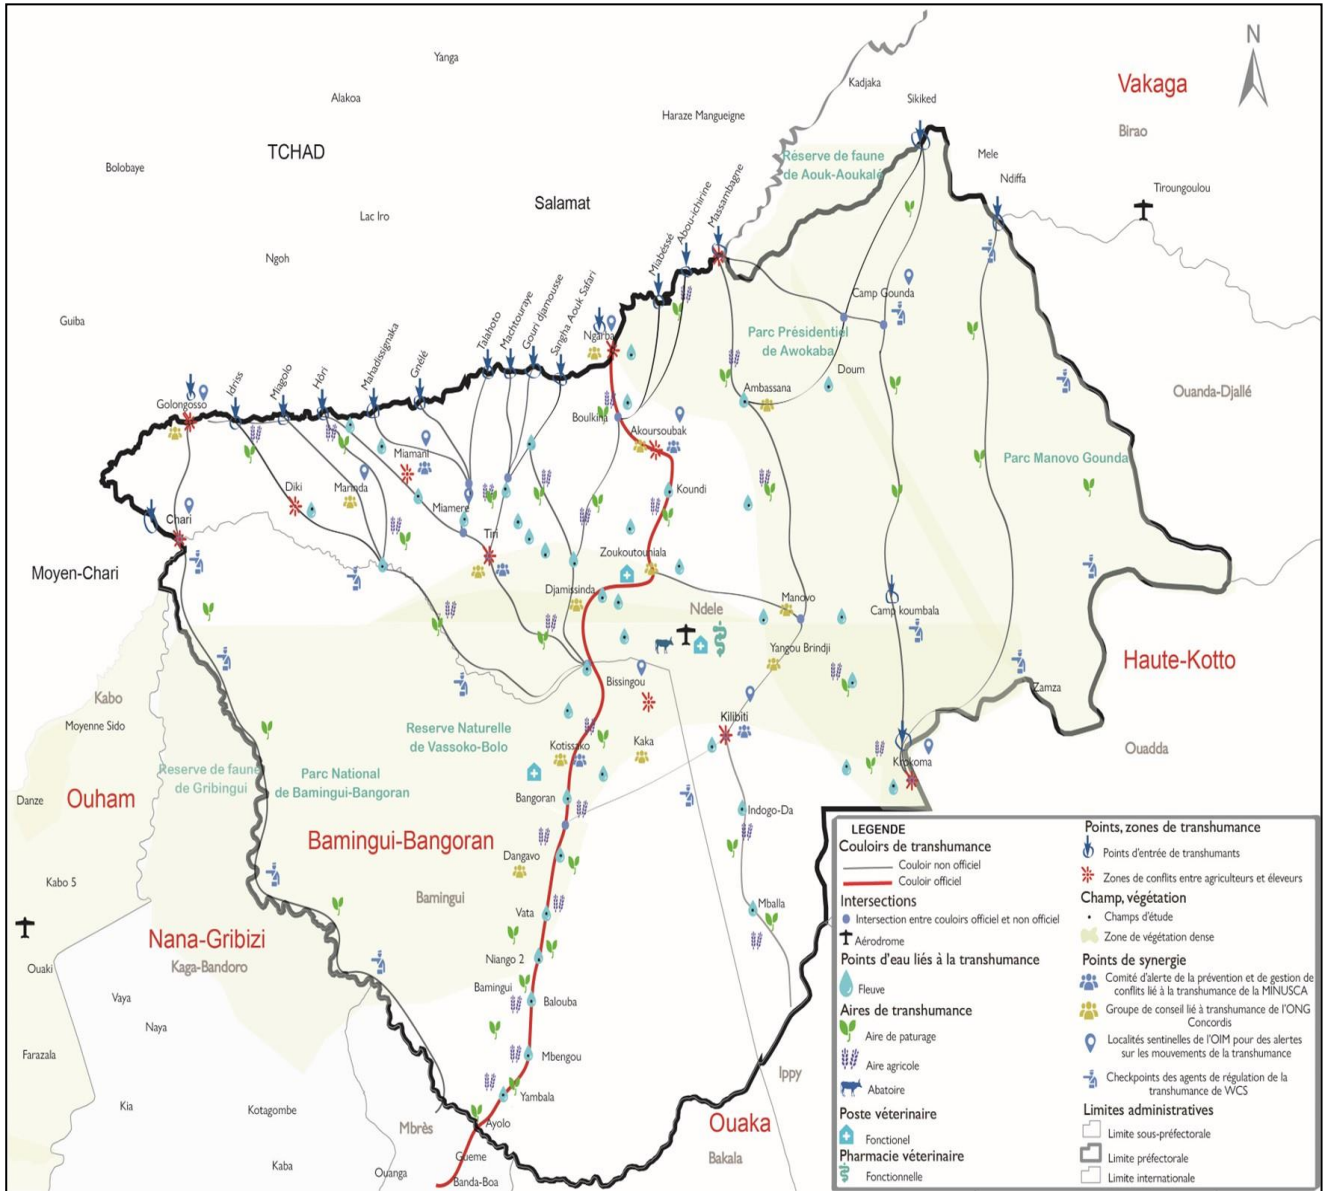 N
Yanga
Kadjaka
Vakaga
Alakoa
Sikiked
Haraze Mangueigne
Birao
TCHAD
Réserve de faune
de Aouk-Aoukalé
Mele
Bolobaye
Ndiffa
Tiroungoulou
Salamat
Lac Iro
Massambagne
Abou-ichirine
Miabéssé
Ngoh
Camp Gounda
Guiba
Sangha Aouk Safari
Gouri djamousse
Machtouraye
Talahoto
Ngarba
Parc Présidentiel
de Awokaba
Gnélé
Mahadissignaka
Hôri
Miagolo
Idriss
Doum
Ambassana
Ouanda-Djallé
Golongosso
Boulkinia
Akoursoubak
Miamani
Parc Manovo Gounda
Diki
Marinda
Koundi
Miamere
Chari
Tiri
Zoukoutouniala
Moyen-Chari
Djamissinda
Manovo
Ndele
Camp koumbala
Yangou Brindji
Haute-Kotto
Bissingou
Zamza
Kabo
Moyenne Sido
Reserve Naturelle
de Vassoko-Bolo
Kilibiti
Kotissako
Kaka
Ouadda
Krokoma
Reserve de faune
de Gribingui
Parc National
de Bamingui-Bangoran
Danze
Ouham
Bangoran
Indogo-Da
Bamingui-Bangoran
Dangavo
Kabo 5
Bamingui
Mballa
Vata
Nana-Gribizi
Kaga-Bandoro
Niango 2
Ouaki
Bamingui
Vaya
Balouba
Naya
Farazala
Mbengou
Ippy
Yambala
Kia
Kotagombe
Mbrès
Ayolo
Ouaka
Bakala
Gueme
Kaba
Ouanga
Banda-Boa
LEGENDE
Couloirs de transhumance
Couloir non officiel
Couloir officiel
Intersections
Intersection entre couloirs officiel et non officiel
Aérodrome
Points d'eau liés à la transhumance
Fleuve
Aires de transhumance
Aire de paturage
Aire agricole
Abatoire
Poste véterinaire
Fonctionel
Pharmacie véterinaire
Fonctionnelle
Points, zones de transhumance
Points d'entrée de transhumants
Zones de conflits entre agriculteurs et éleveurs
Champ, végétation
Champs d'étude
Zone de végétation dense
Points de synergie
Comité d'alerte de la prévention et de gestion de
conflits lié à la transhumance de la MINUSCA
Groupe de conseil lié à transhumance de l'ONG
Concordis
Localités sentinelles de l'OIM pour des alertes
sur les mouvements de la transhumance
Checkpoints des agents de régulation de la
transhumance de WCS
Limites administratives
Limite sous-préfectorale
Limite préfectorale
Limite internationale